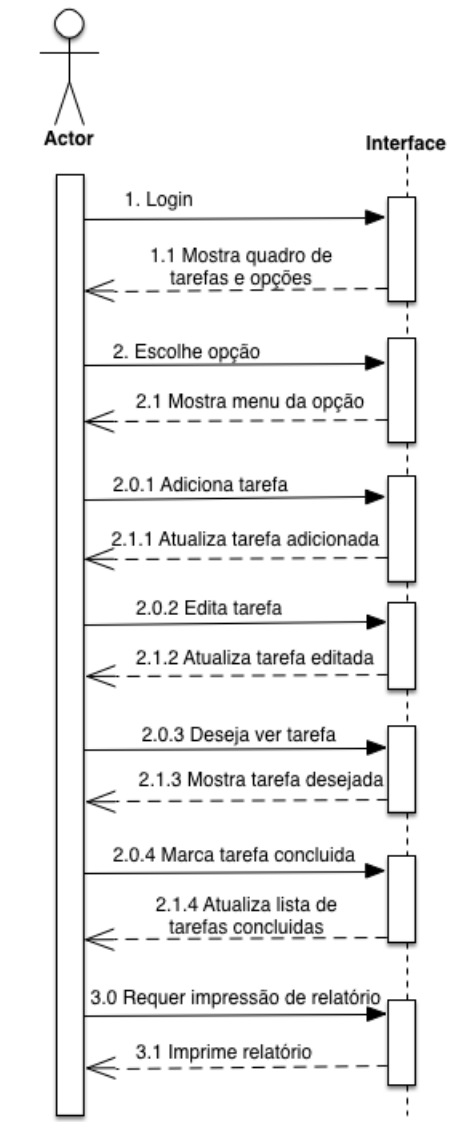 Actor
Interface
1. Login
1.1 Mostra quadro de
tarefas e opções
2. Escolhe opção
2.1 Mostra menu da opção
2.0.1 Adiciona tarefa
2.1.1 Atualiza tarefa adicionada
2.0.2 Edita tarefa
2.1.2 Atualiza tarefa editada
2.0.3 Deseja ver tarefa
2.1.3 Mostra tarefa desejada
2.0.4 Marca tarefa concluida
2.1.4 Atualiza lista de
tarefas concluidas
3.0 Requer impressão de relatório
3.1 Imprime relatório